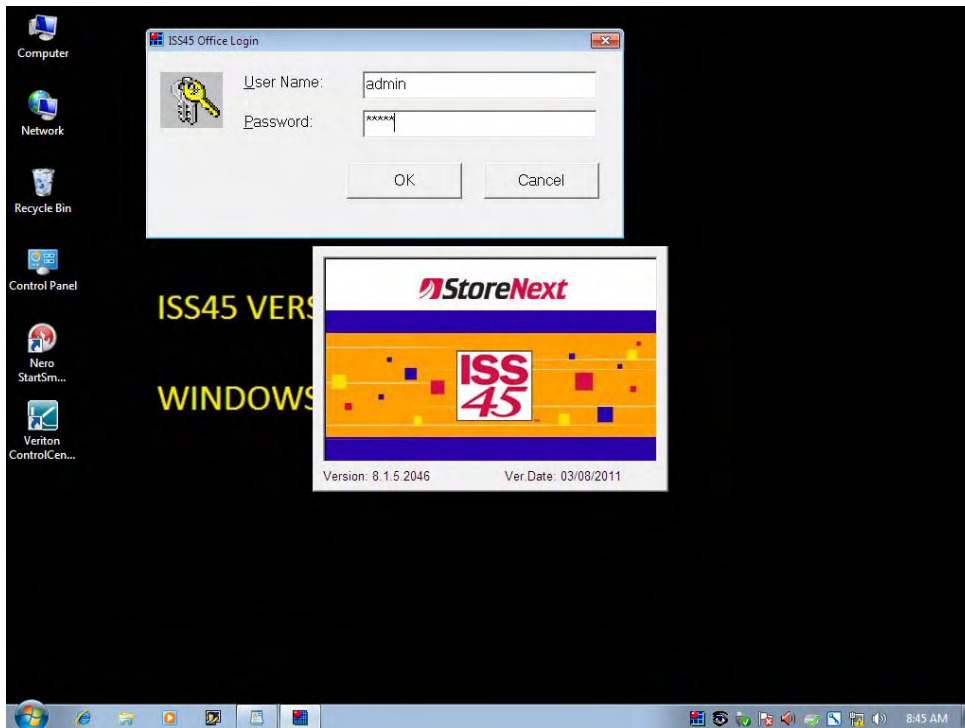 Computer
Network
Recycle Bin
Control Panel
Nero
StartSm...
Veriton
ControlCen...
ISS45 Office Login
User Name:
admin
Password:
*****
OK
Cancel
ISS45 VERS
WINDOWS
StoreNext
ISS
45
Version: 8.1.5.2046
Ver.Date: 03/08/2011
8:45 AM